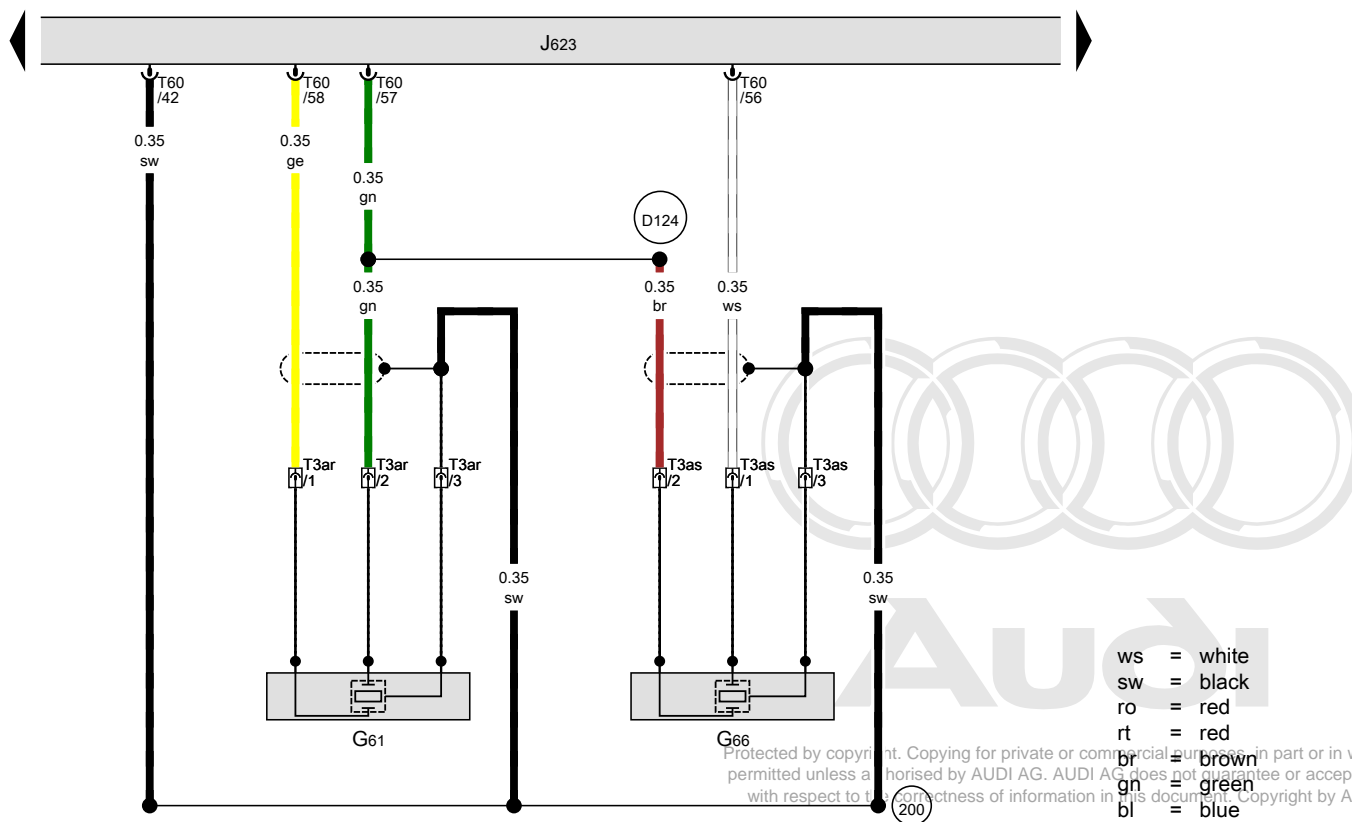 J623
T60
/42
T60
/58
T60
/57
T60
/56
0.35
sw
0.35
ge
0.35
gn
D124
0.35
gn
0.35
br
0.35
ws
T3ar
/1
T3ar
/2
T3ar
/3
T3as
/2
T3as
/1
T3as
/3
0.35
sw
0.35
sw
Audi
G61
G66
ws = white
sw = black
ro = red
rt = red
br = brown
gn = green
bl = blue
Protected by copyright. Copying for private or commercial purposes, in part or in w
permitted unless a horised by AUDI AG. AUDI AG does not guarantee or accep
with respect to the correctness of information in this document. Copyright by A
200